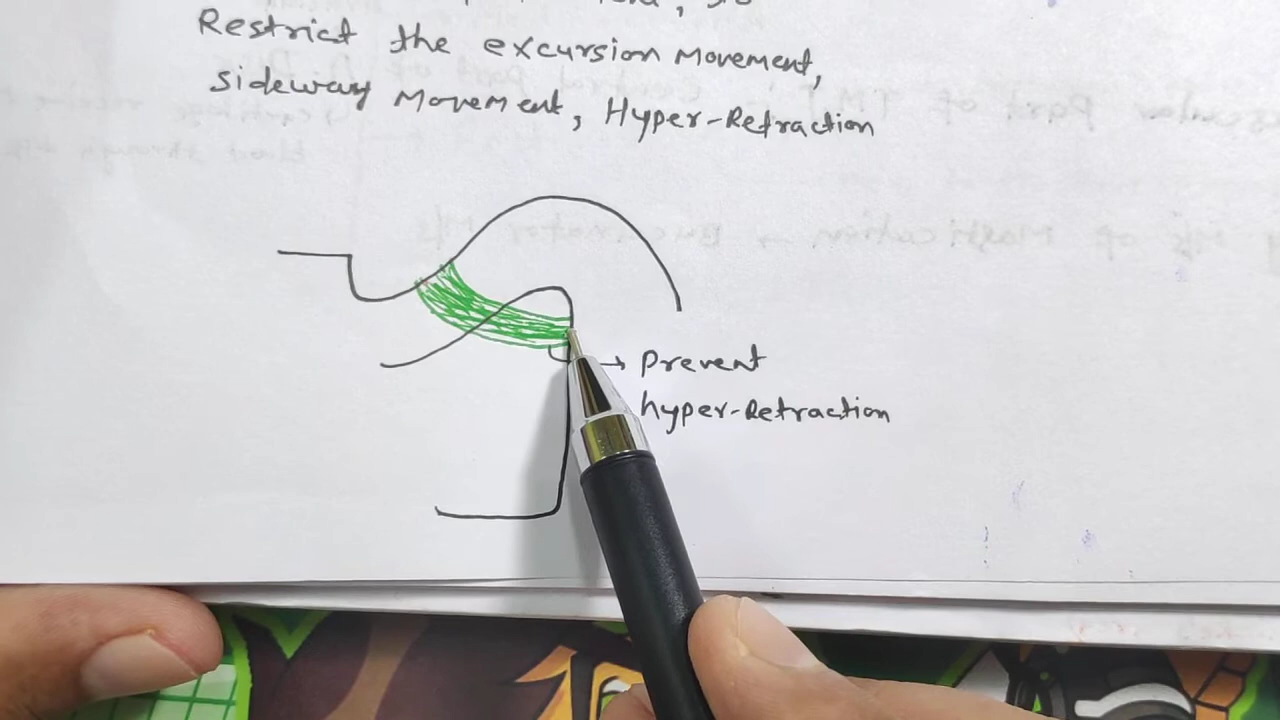 Restrict the excursion Movement,
Sideway Movement, Hyper-Retraction
→ Prevent
hyper-Retraction